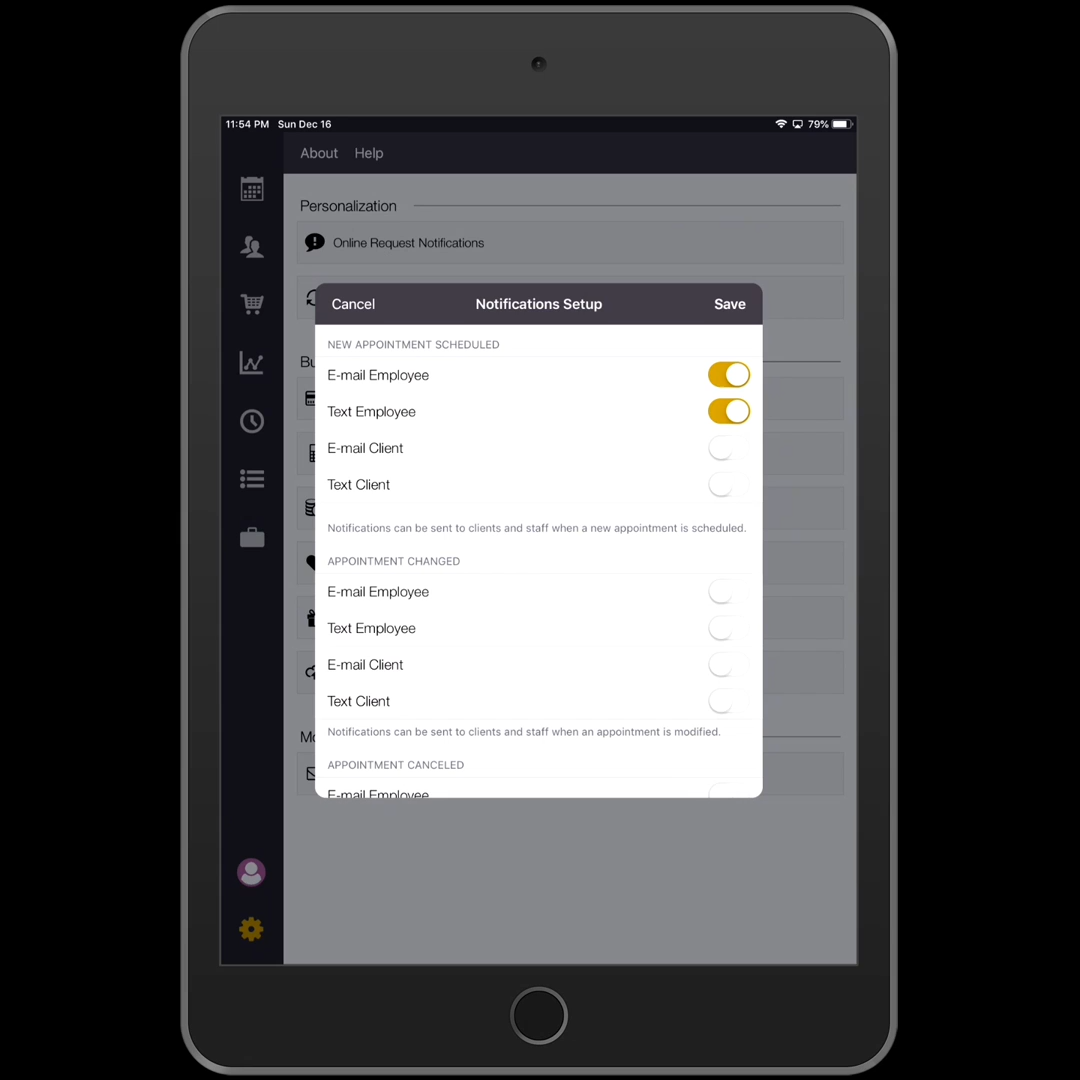 11:54 PM Sun Dec 16
79%
About Help
Personalization
Online Request Notifications
Cancel Notifications Setup Save
NEW APPOINTMENT SCHEDULED
E-mail Employee
Text Employee
E-mail Client
Text Client
Notifications can be sent to clients and staff when a new appointment is scheduled.
APPOINTMENT CHANGED
E-mail Employee
Text Employee
E-mail Client
Text Client
Notifications can be sent to clients and staff when an appointment is modified.
APPOINTMENT CANCELED
E-mail Employee